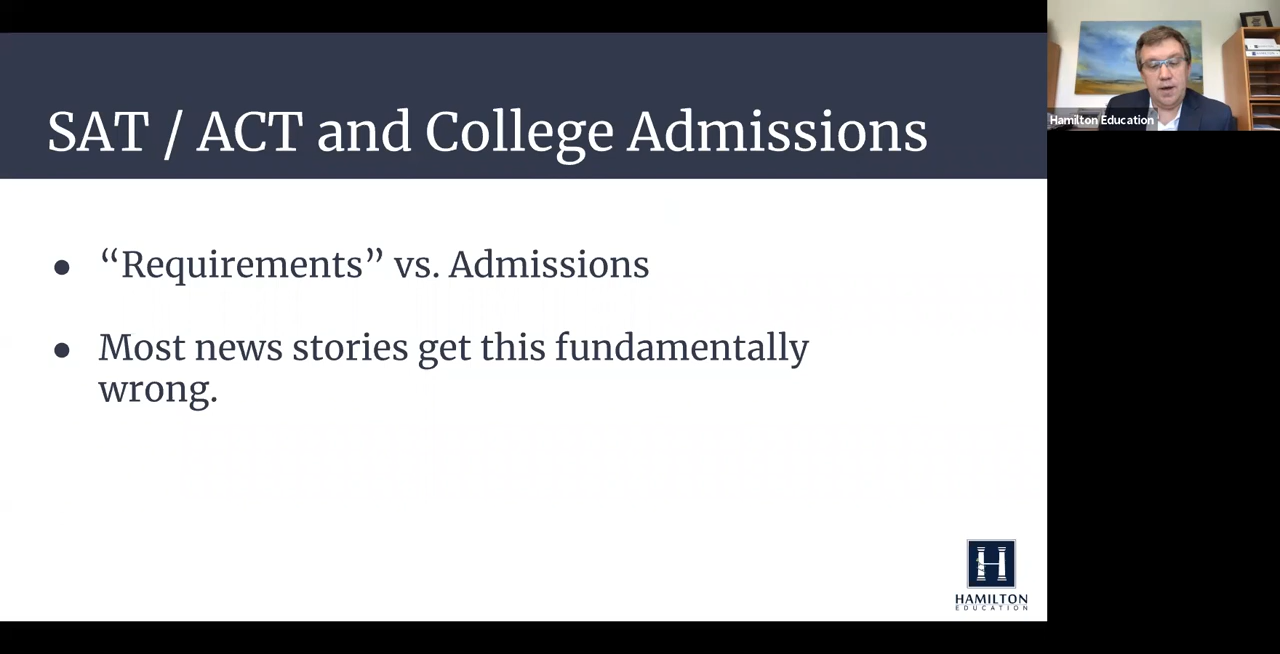 SAT / ACT and College Admissions
“Requirements” vs. Admissions
Most news stories get this fundamentally
wrong.
HAMILTON
EDUCATION
Hamilton Education